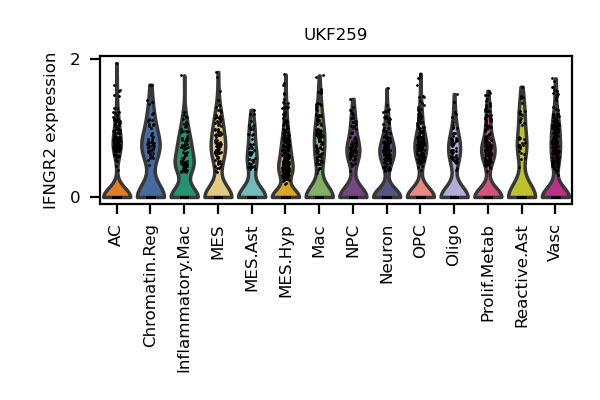 UKF259
IFNGR2 expression
2
0
AC
Chromatin.Reg
Inflammatory.Mac
MES
MES.Ast
MES.Hyp
Mac
NPC
Neuron
OPC
Oligo
Prolif.Metab
Reactive.Ast
Vasc